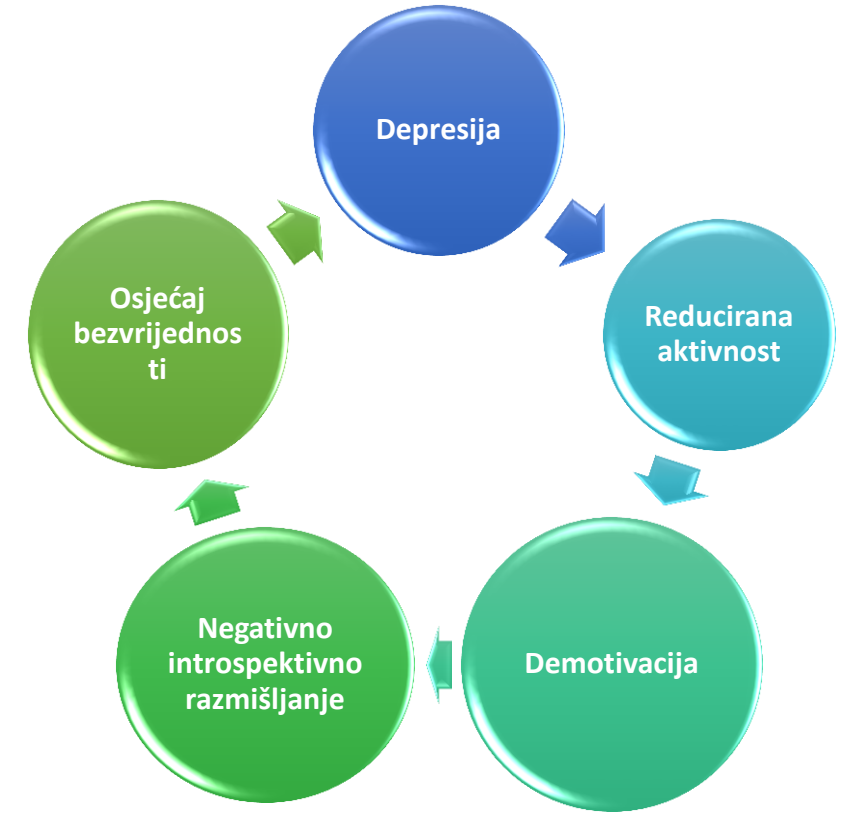 Depresija
Reducirana
aktivnost
Demotivacija
Negativno
introspektivno
razmišljanje
Osjećaj
bezvrijednos
ti